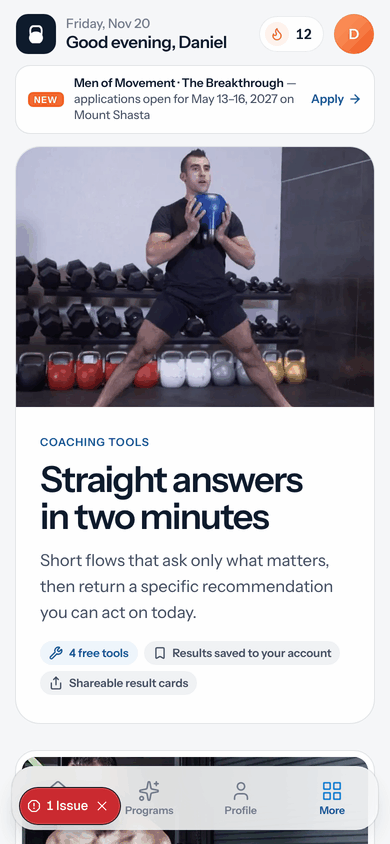 Friday, Nov 20
Good evening, Daniel
12
D
NEW
Men of Movement · The Breakthrough —
applications open for May 13–16, 2027 on
Mount Shasta
Apply →
COACHING TOOLS
Straight answers
in two minutes
Short flows that ask only what matters,
then return a specific recommendation
you can act on today.
4 free tools
Results saved to your account
Shareable result cards
1 Issue
Programs
Profile
More